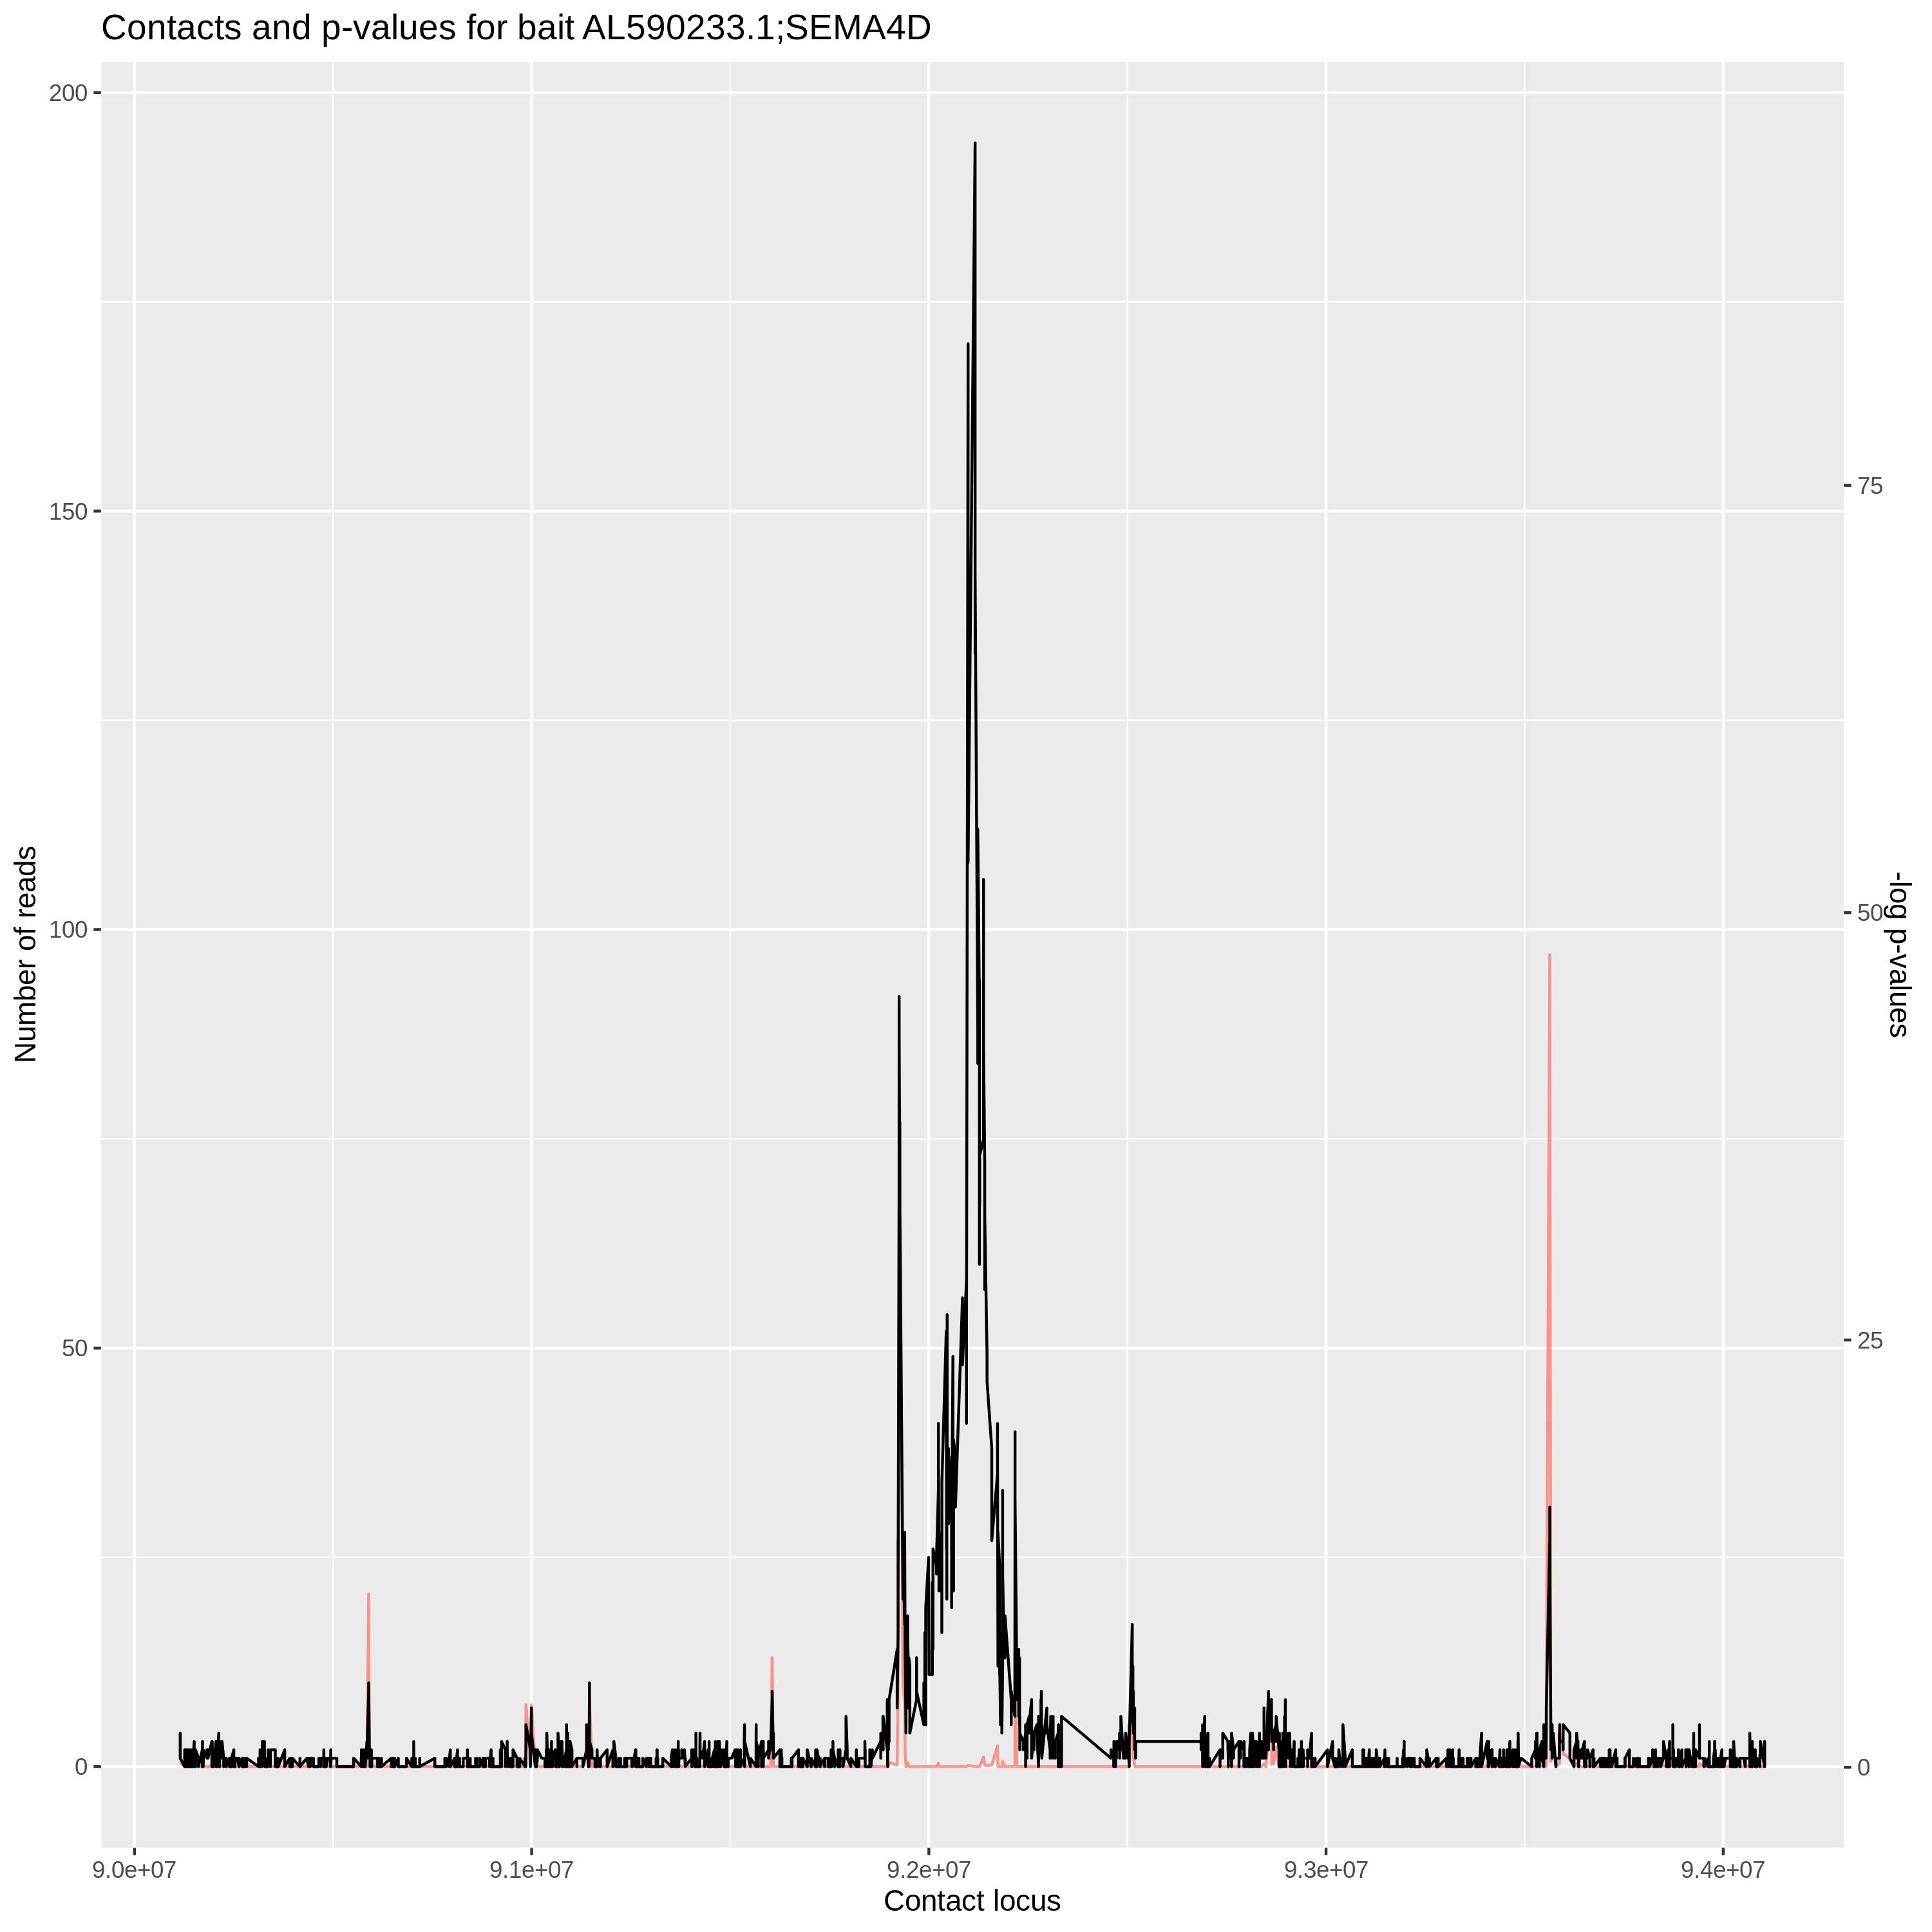 Contacts and p-values for bait AL590233.1;SEMA4D
200
150
100
50
0
Number of reads
75
50
25
0
-log p-values
9.0e+07
9.1e+07
9.2e+07
9.3e+07
9.4e+07
Contact locus